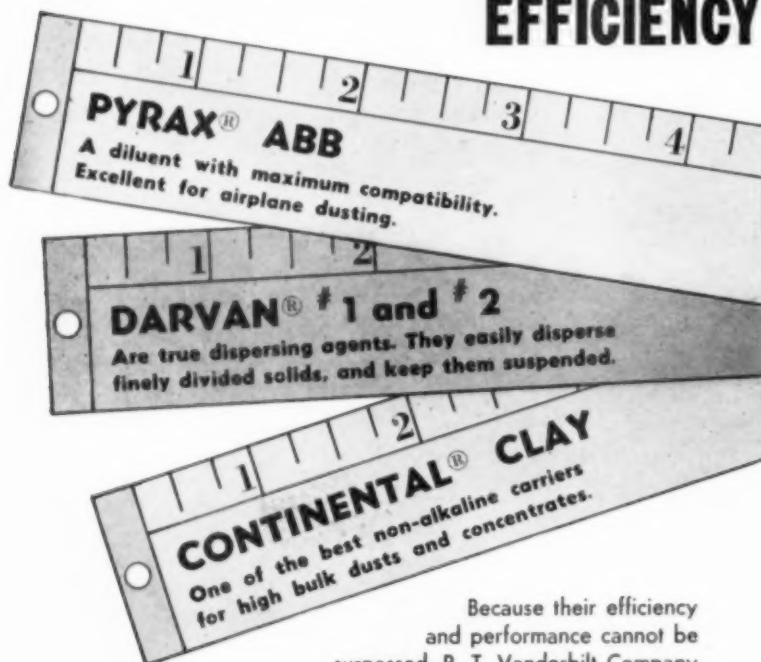 EFFICIENCY
1 2 3 4
PYRAX® ABB
A diluent with maximum compatibility.
Excellent for airplane dusting.
1 2
DARVAN® #1 and #2
Are true dispersing agents. They easily disperse
finely divided solids, and keep them suspended.
1 2
CONTINENTAL® CLAY
One of the best non-alkaline carriers
for high bulk dusts and concentrates.
Because their efficiency
and performance cannot be